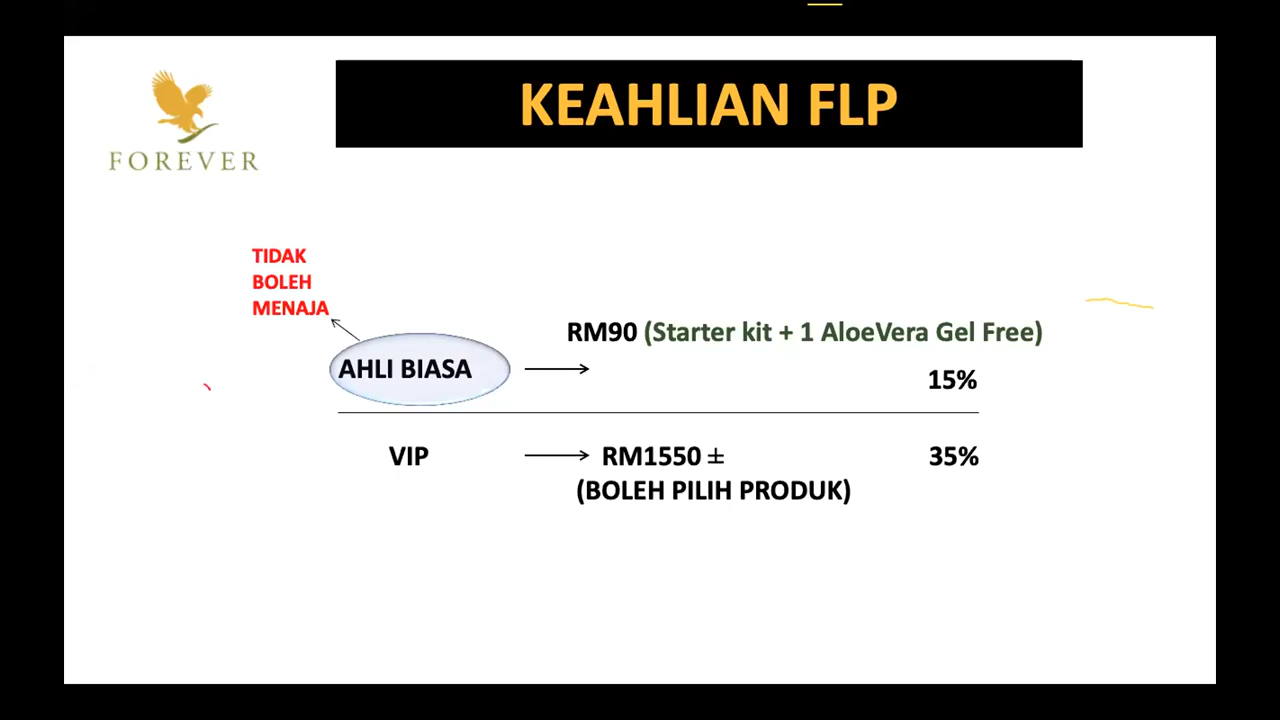 KEAHLIAN FLP
FOREVER
TIDAK
BOLEH
MENAJA
RM90 (Starter kit + 1 AloeVera Gel Free)
AHLI BIASA
15%
VIP
RM1550 ±
35%
(BOLEH PILIH PRODUK)